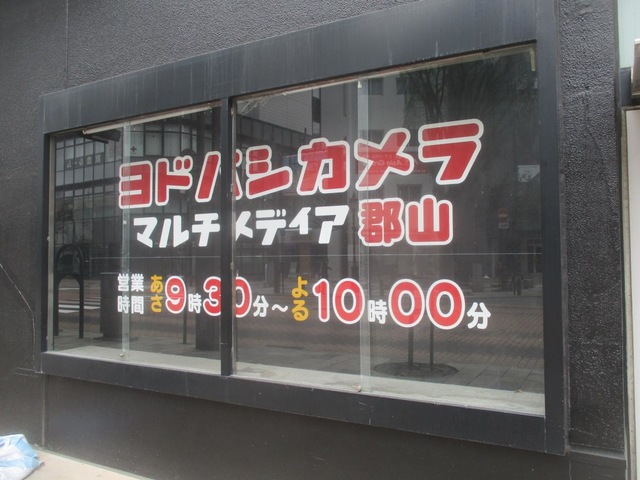 ヨドバシカメラ
マルチメディア 郡山
営業時間 あさ9時30分~よる10時00分